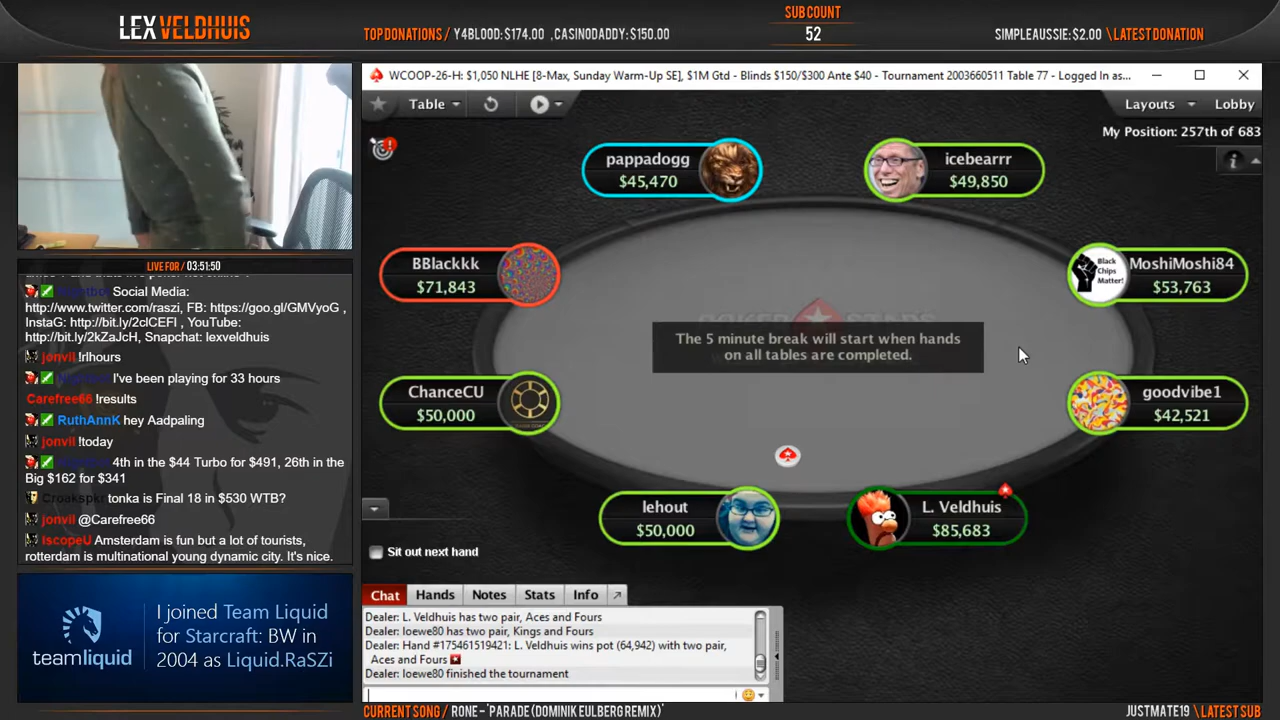 LEX VELDHUIS
TOP DONATIONS / Y4BLOOD: $174.00 , CASINODADDY: $150.00
SUB COUNT
52
SIMPLEAUSSIE: $2.00 \ LATEST DONATION
LIVE FOR / 03:51:50
Social Media:
http://www.twitter.com/raszi, FB: https://goo.gl/GMVyoG ,
InstaG: http://bit.ly/2clCEFI , YouTube:
http://bit.ly/2kZaJcH, Snapchat: lexveldhuis
jonvil !rlhours
I've been playing for 33 hours
Carefree66 !results
RuthAnnK hey Aadpaling
jonvil !today
4th in the $44 Turbo for $491, 26th in the
Big $162 for $341
Croakspkr tonka is Final 18 in $530 WTB?
jonvil @Carefree66
IscopeU Amsterdam is fun but a lot of tourists,
rotterdam is multinational young dynamic city. It's nice.
teamliquid
I joined Team Liquid
for Starcraft: BW in
2004 as Liquid.RaSZi
WCOOP-26-H: $1,050 NLHE [8-Max, Sunday Warm-Up SE], $1M Gtd - Blinds $150/$300 Ante $40 - Tournament 2003660511 Table 77 - Logged In as...
Table
Layouts
Lobby
My Position: 257th of 683
pappadogg
$45,470
icebearrr
$49,850
BBlackkk
$71,843
Black
Chips
Matter!
MoshiMoshi84
$53,763
The 5 minute break will start when hands
on all tables are completed.
ChanceCU
$50,000
goodvibe1
$42,521
lehout
$50,000
L. Veldhuis
$85,683
Sit out next hand
Chat Hands Notes Stats Info
Dealer: L. Veldhuis has two pair, Aces and Fours
Dealer: loewe80 has two pair, Kings and Fours
Dealer: Hand #175461519421: L. Veldhuis wins pot (64,942) with two pair,
Aces and Fours
Dealer: loewe80 finished the tournament
CURRENT SONG / RONE - 'PARADE (DOMINIK EULBERG REMIX)'
JUSTMATE19 \ LATEST SUB